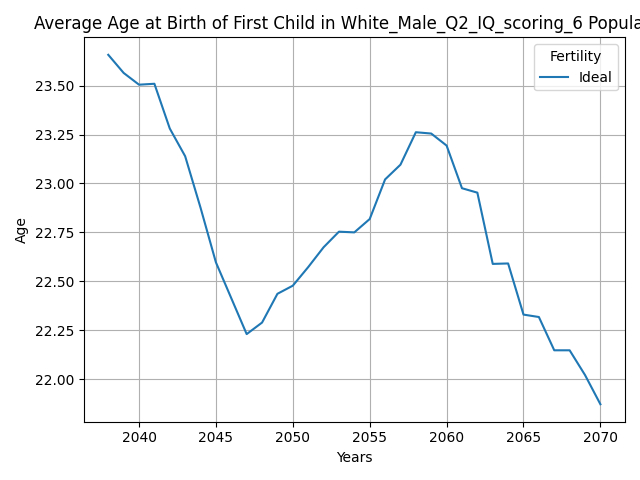 Average Age at Birth of First Child in White_Male_Q2_IQ_scoring_6 Popula
Fertility
Ideal
23.50
23.25
23.00
22.75
22.50
22.25
22.00
Age
2040 2045 2050 2055 2060 2065 2070
Years